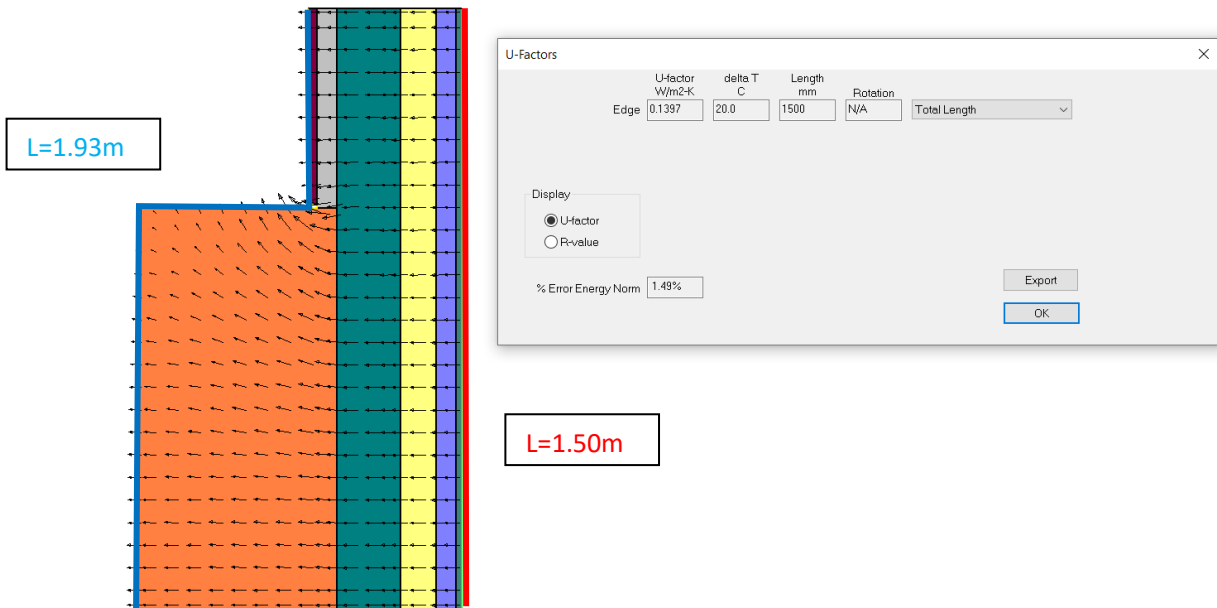 L=1.93m
U-Factors
U-factor delta T Length
W/m2-K C mm Rotation
Edge 0.1397 20.0 1500 N/A Total Length
Display
U-factor
R-value
% Error Energy Norm 1.49%
Export
OK
L=1.50m